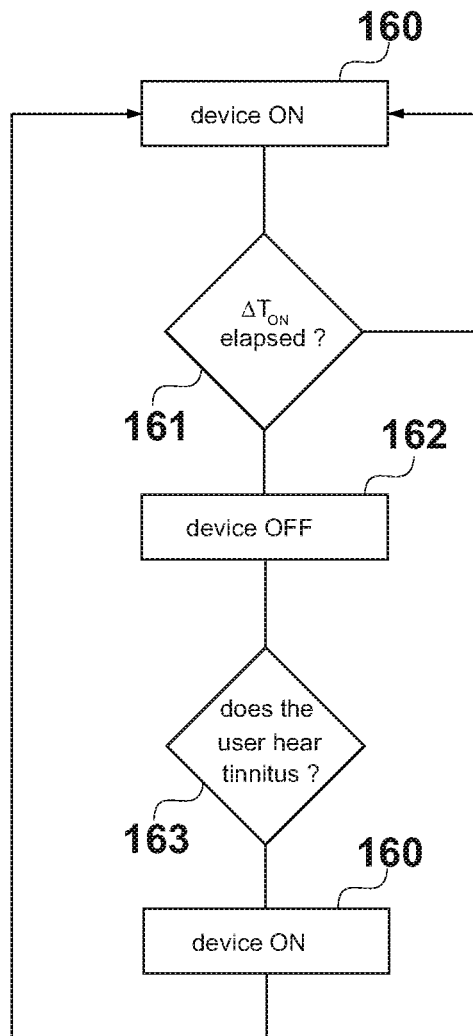 160
device ON
ΔT_ON
elapsed ?
161
162
device OFF
does the
user hear
tinnitus ?
163
160
device ON